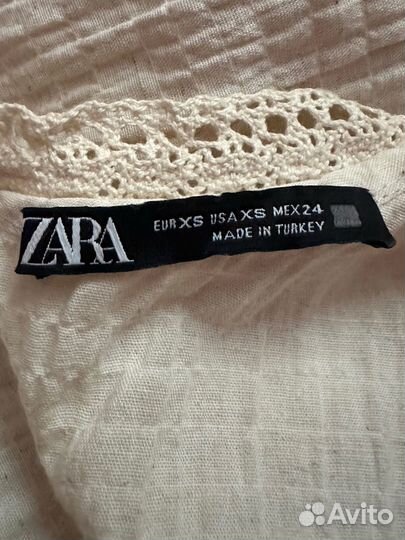 ZARA
EUR XS USA XS MEX 24
MADE IN TURKEY
Avito